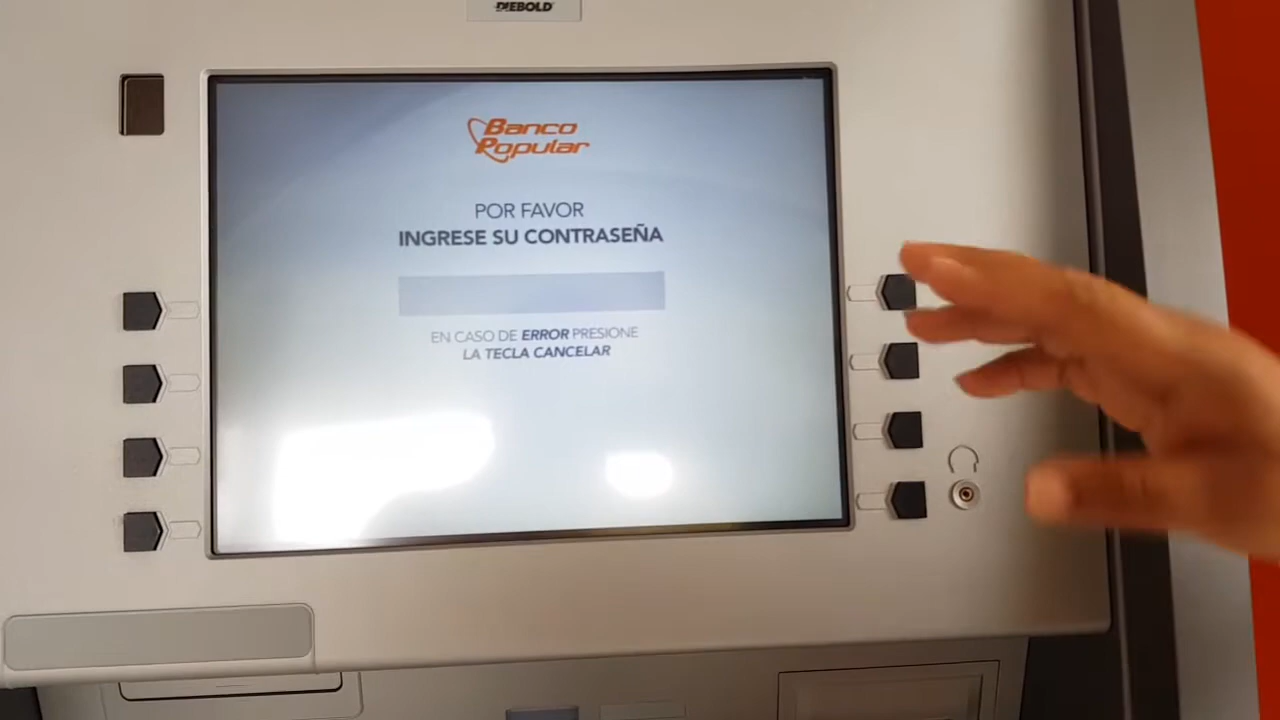 DIEBOLD
Banco
Popular
POR FAVOR
INGRESE SU CONTRASEÑA
EN CASO DE ERROR PRESIONE
LA TECLA CANCELAR